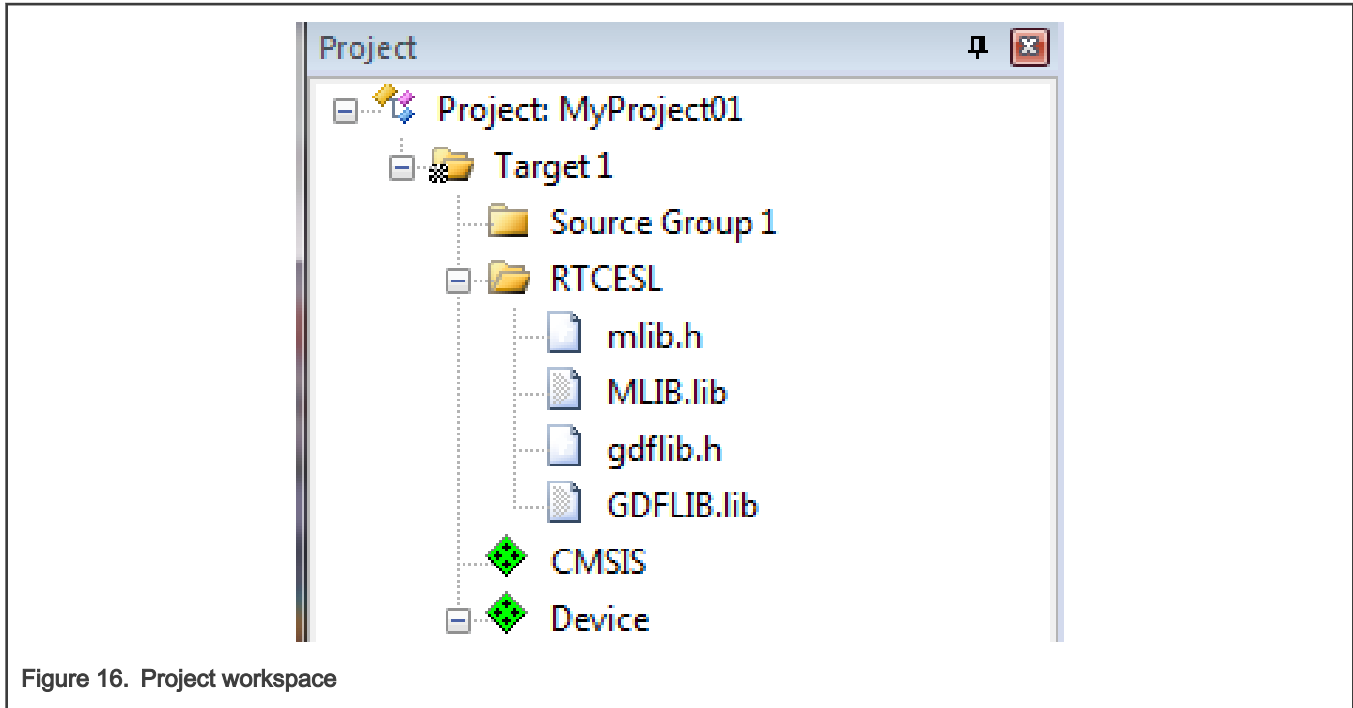 Project
Project: MyProject01
Target 1
Source Group 1
RTCESL
mlib.h
MLIB.lib
gdflib.h
GDFLIB.lib
CMSIS
Device
Figure 16. Project workspace